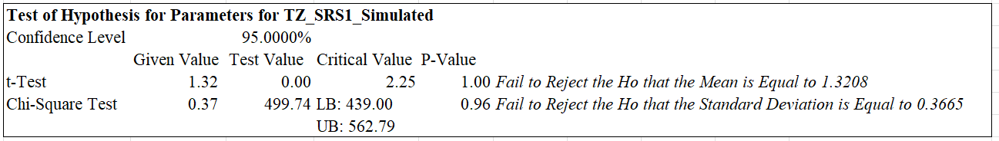 Test of Hypothesis for Parameters for TZ_SRS1_Simulated
Confidence Level 95.0000%
Given Value Test Value Critical Value P-Value
t-Test 1.32 0.00 2.25 1.00 Fail to Reject the Ho that the Mean is Equal to 1.3208
Chi-Square Test 0.37 499.74 LB: 439.00 0.96 Fail to Reject the Ho that the Standard Deviation is Equal to 0.3665
UB: 562.79